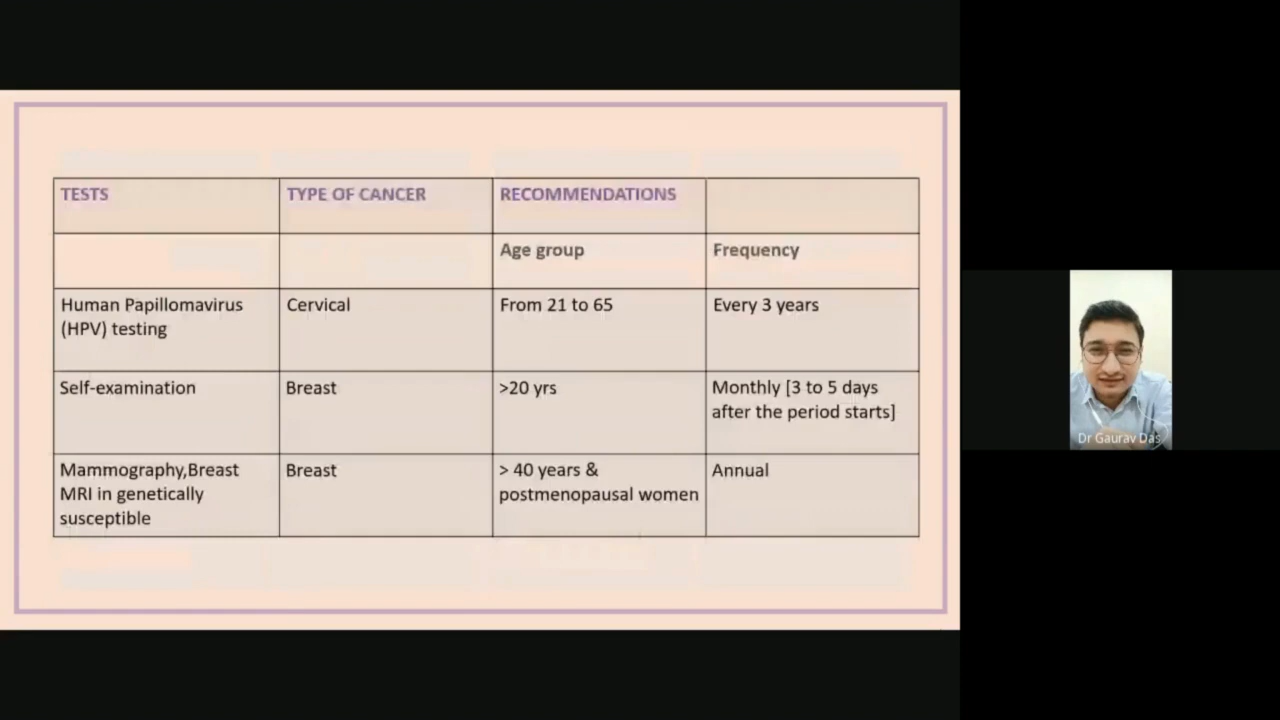 TESTS
TYPE OF CANCER
RECOMMENDATIONS
Age group
Frequency
Human Papillomavirus
(HPV) testing
Cervical
From 21 to 65
Every 3 years
Self-examination
Breast
>20 yrs
Monthly [3 to 5 days
after the period starts]
Mammography,Breast
MRI in genetically
susceptible
Breast
> 40 years &
postmenopausal women
Annual
Dr Gaurav Das